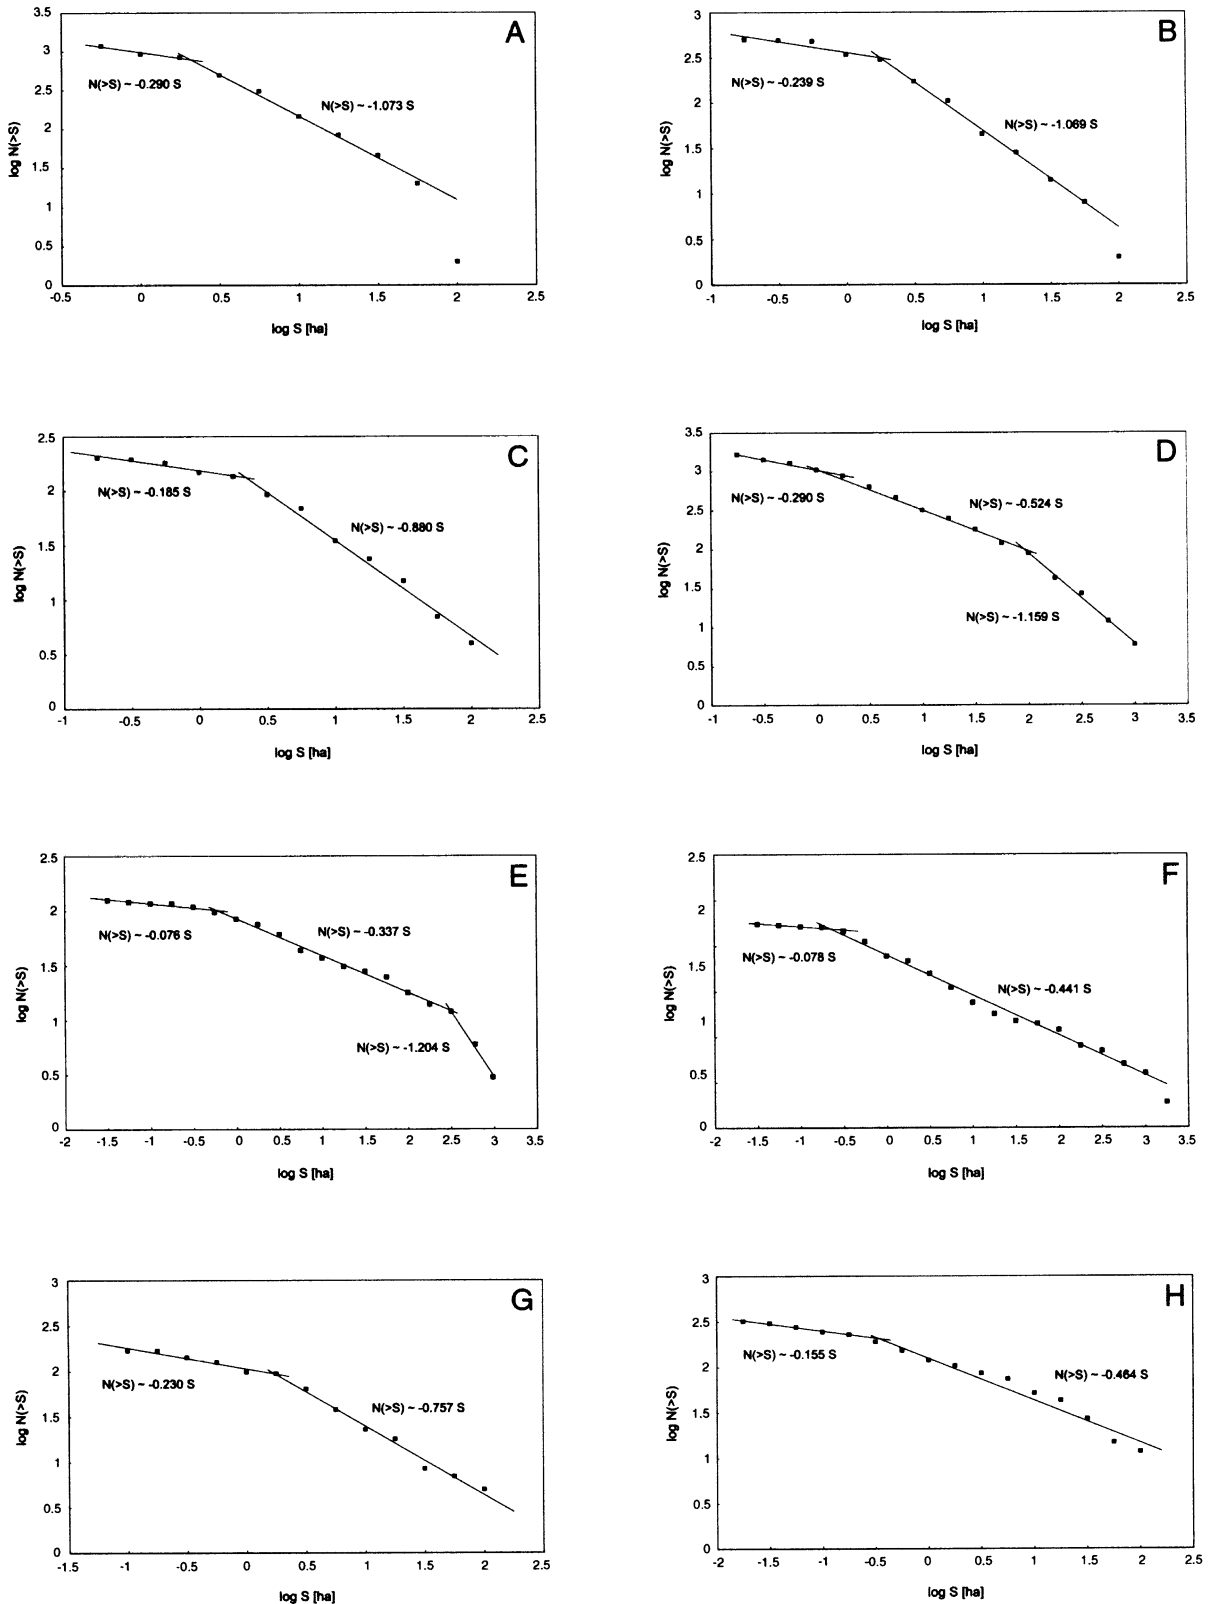 A
3.5
3
2.5
2
1.5
1
0.5
0
log N(>S)
N(>S) ~ -0.290 S
N(>S) ~ -1.073 S
-0.5 0 0.5 1 1.5 2 2.5
log S [ha]
B
3
2.5
2
1.5
1
0.5
0
log N(>S)
N(>S) ~ -0.239 S
N(>S) ~ -1.069 S
-1 -0.5 0 0.5 1 1.5 2 2.5
log S [ha]
C
2.5
2
1.5
1
0.5
0
log N(>S)
N(>S) ~ -0.185 S
N(>S) ~ -0.880 S
-1 -0.5 0 0.5 1 1.5 2 2.5
log S [ha]
D
3.5
3
2.5
2
1.5
1
0.5
0
log N(>S)
N(>S) ~ -0.290 S
N(>S) ~ -0.524 S
N(>S) ~ -1.159 S
-1 -0.5 0 0.5 1 1.5 2 2.5 3 3.5
log S [ha]
E
2.5
2
1.5
1
0.5
0
log N(>S)
N(>S) ~ -0.076 S
N(>S) ~ -0.337 S
N(>S) ~ -1.204 S
-2 -1.5 -1 -0.5 0 0.5 1 1.5 2 2.5 3 3.5
log S [ha]
F
2.5
2
1.5
1
0.5
0
log N(>S)
N(>S) ~ -0.078 S
N(>S) ~ -0.441 S
-2 -1.5 -1 -0.5 0 0.5 1 1.5 2 2.5 3 3.5
log S [ha]
G
3
2.5
2
1.5
1
0.5
0
log N(>S)
N(>S) ~ -0.230 S
N(>S) ~ -0.757 S
-1.5 -1 -0.5 0 0.5 1 1.5 2 2.5
log S [ha]
H
3
2.5
2
1.5
1
0.5
0
log N(>S)
N(>S) ~ -0.155 S
N(>S) ~ -0.464 S
-2 -1.5 -1 -0.5 0 0.5 1 1.5 2 2.5
log S [ha]